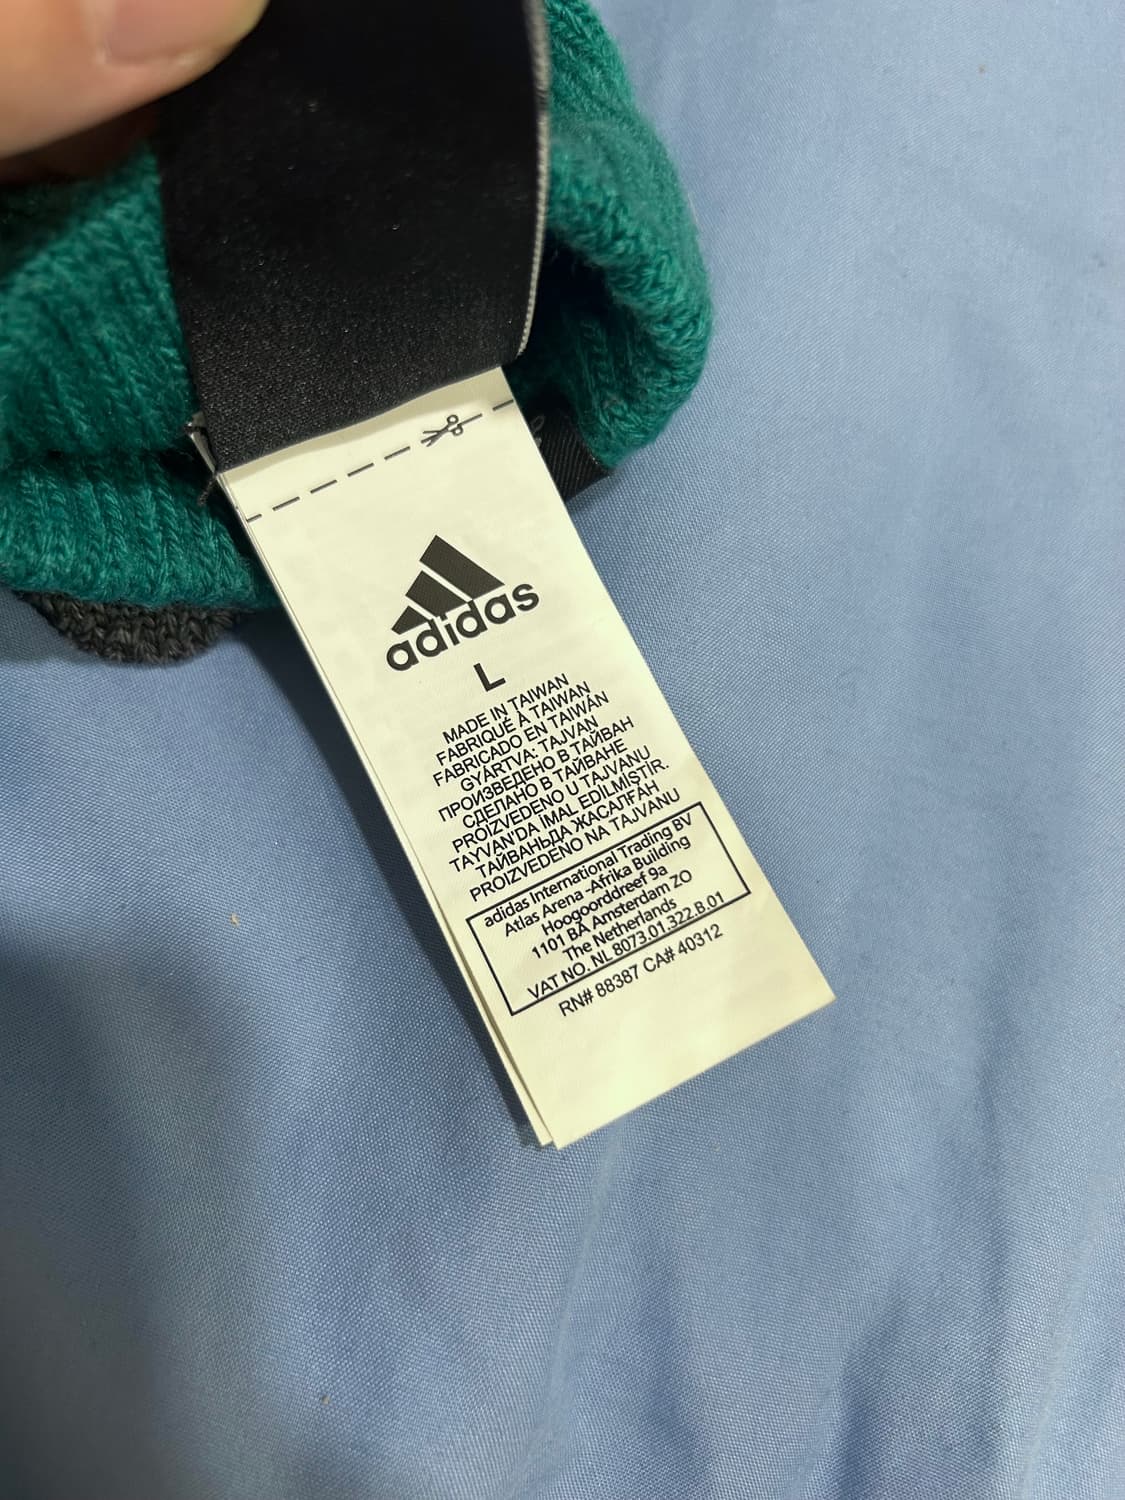 adidas
L
MADE IN TAIWAN
FABRIQUÉ À TAIWAN
FABRICADO EN TAIWÁN
GYÁRTVA: TAJVAN
ПРОИЗВЕДЕНО В ТАЙВАН
СДЕЛАНО В ТАЙВАНЕ
PROIZVEDENO U TAJVANU
TAYVAN'DA İMAL EDİLMİŞTİR.
ТАЙВАНЬДА ЖАСАЛҒАН
PROIZVEDENO NA TAJVANU
adidas International Trading BV
Atlas Arena -Afrika Building
Hoogoorddreef 9a
1101 BA Amsterdam ZO
The Netherlands
VAT NO. NL 8073.01.322.B.01
RN# 88387 CA# 40312